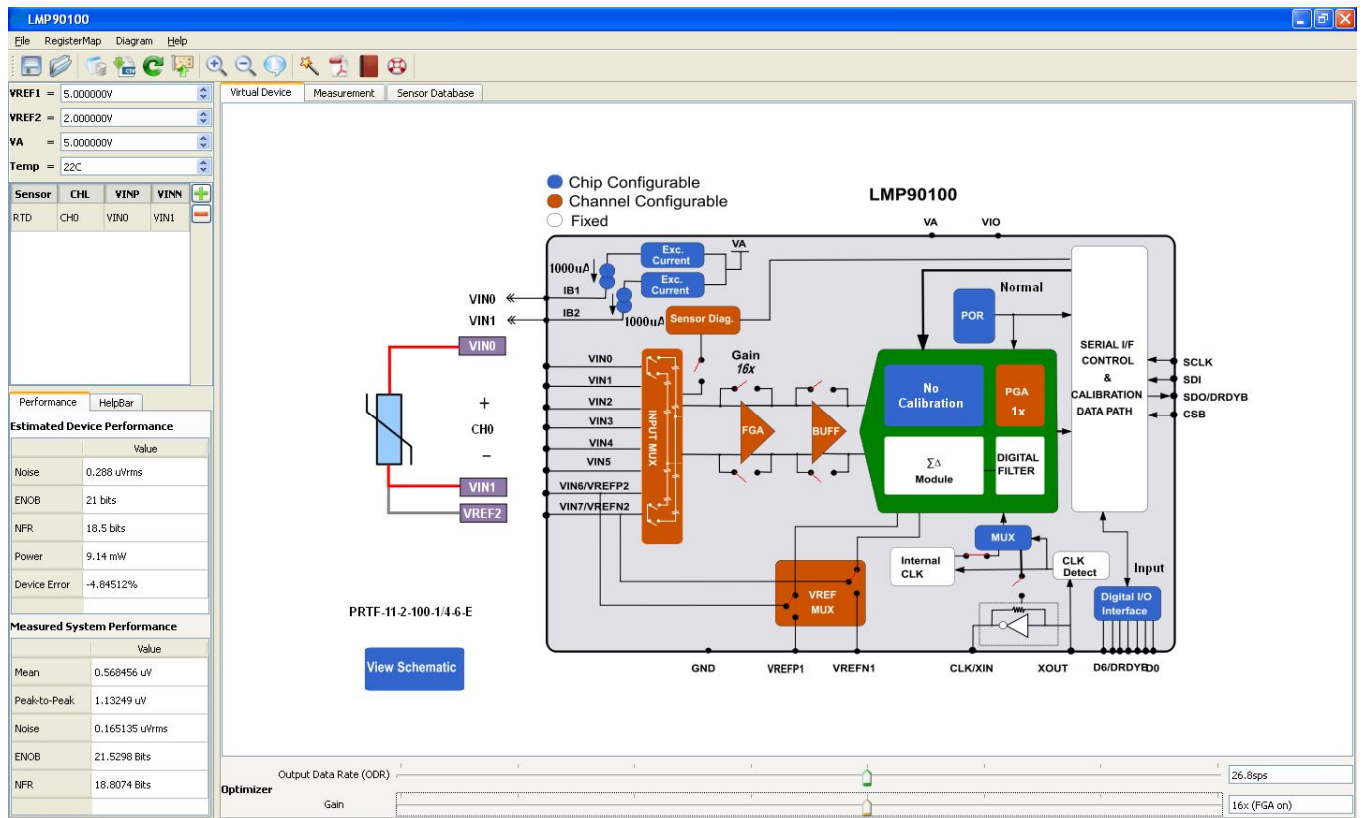 LMP90100
File RegisterMap Diagram Help
VREF1 = 5.000000V
VREF2 = 2.000000V
VA = 5.000000V
Temp = 22C
Sensor CHL VINP VINN
RTD CH0 VIN0 VIN1
Performance HelpBar
Estimated Device Performance
Value
Noise 0.288 uVrms
ENOB 21 bits
NFR 18.5 bits
Power 9.14 mW
Device Error -4.84512%
Measured System Performance
Value
Mean 0.568456 uV
Peak-to-Peak 1.13249 uV
Noise 0.165135 uVrms
ENOB 21.5298 Bits
NFR 18.8074 Bits
Virtual Device Measurement Sensor Database
Chip Configurable
Channel Configurable
Fixed
LMP90100
VA VIO
Exc.
Current
VA
1000uA
Exc.
Current
IB1
VIN0
IB2
VIN1
1000uA
Sensor Diag.
Normal
POR
SERIAL I/F
CONTROL
&
CALIBRATION
DATA PATH
SCLK
SDI
SDO/DRDYB
CSB
VIN0
+
CH0
−
VIN1
VREF2
VIN0
VIN1
VIN2
VIN3
VIN4
VIN5
VIN6/VREFP2
VIN7/VREFN2
INPUT MUX
Gain
16x
FGA
BUFF
No
Calibration
PGA
1x
ΣΔ
Module
DIGITAL
FILTER
MUX
Internal
CLK
CLK
Detect
Input
VREF
MUX
Digital I/O
Interface
PRTF-11-2-100-1/4-6-E
View Schematic
GND VREFP1 VREFN1 CLK/XIN XOUT D6/DRDYB D0
Output Data Rate (ODR) 26.8sps
Optimizer
Gain 16x (FGA on)